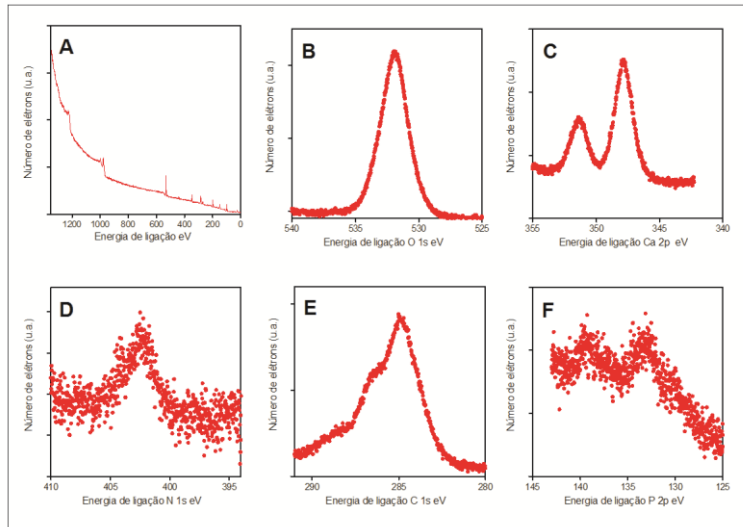 A
Número de elétrons (u.a.)
1200 1000 800 600 400 200 0
Energia de ligação eV
B
Número de elétrons (u.a.)
540 535 530 525
Energia de ligação O 1s eV
C
Número de elétrons (u.a.)
355 350 345 340
Energia de ligação Ca 2p eV
D
Número de elétrons (u.a.)
410 405 400 395
Energia de ligação N 1s eV
E
Número de elétrons (u.a.)
290 285 280
Energia de ligação C 1s eV
F
Número de elétrons (u.a.)
145 140 135 130 125
Energia de ligação P 2p eV